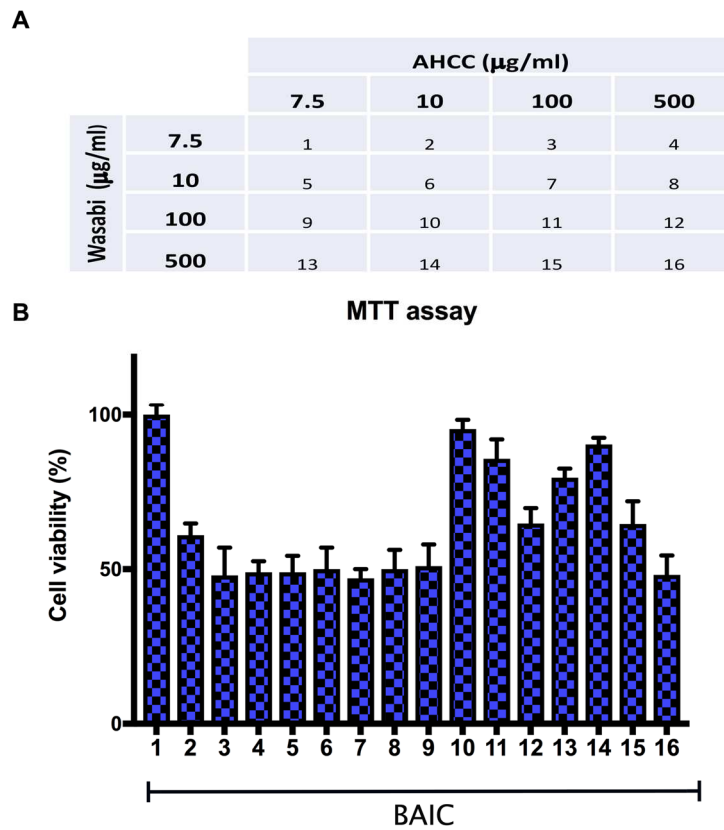 A
AHCC (µg/ml)
7.5 10 100 500
Wasabi (µg/ml)
7.5 1 2 3 4
10 5 6 7 8
100 9 10 11 12
500 13 14 15 16
B
MTT assay
Cell viability (%)
100
50
0
1 2 3 4 5 6 7 8 9 10 11 12 13 14 15 16
BAIC